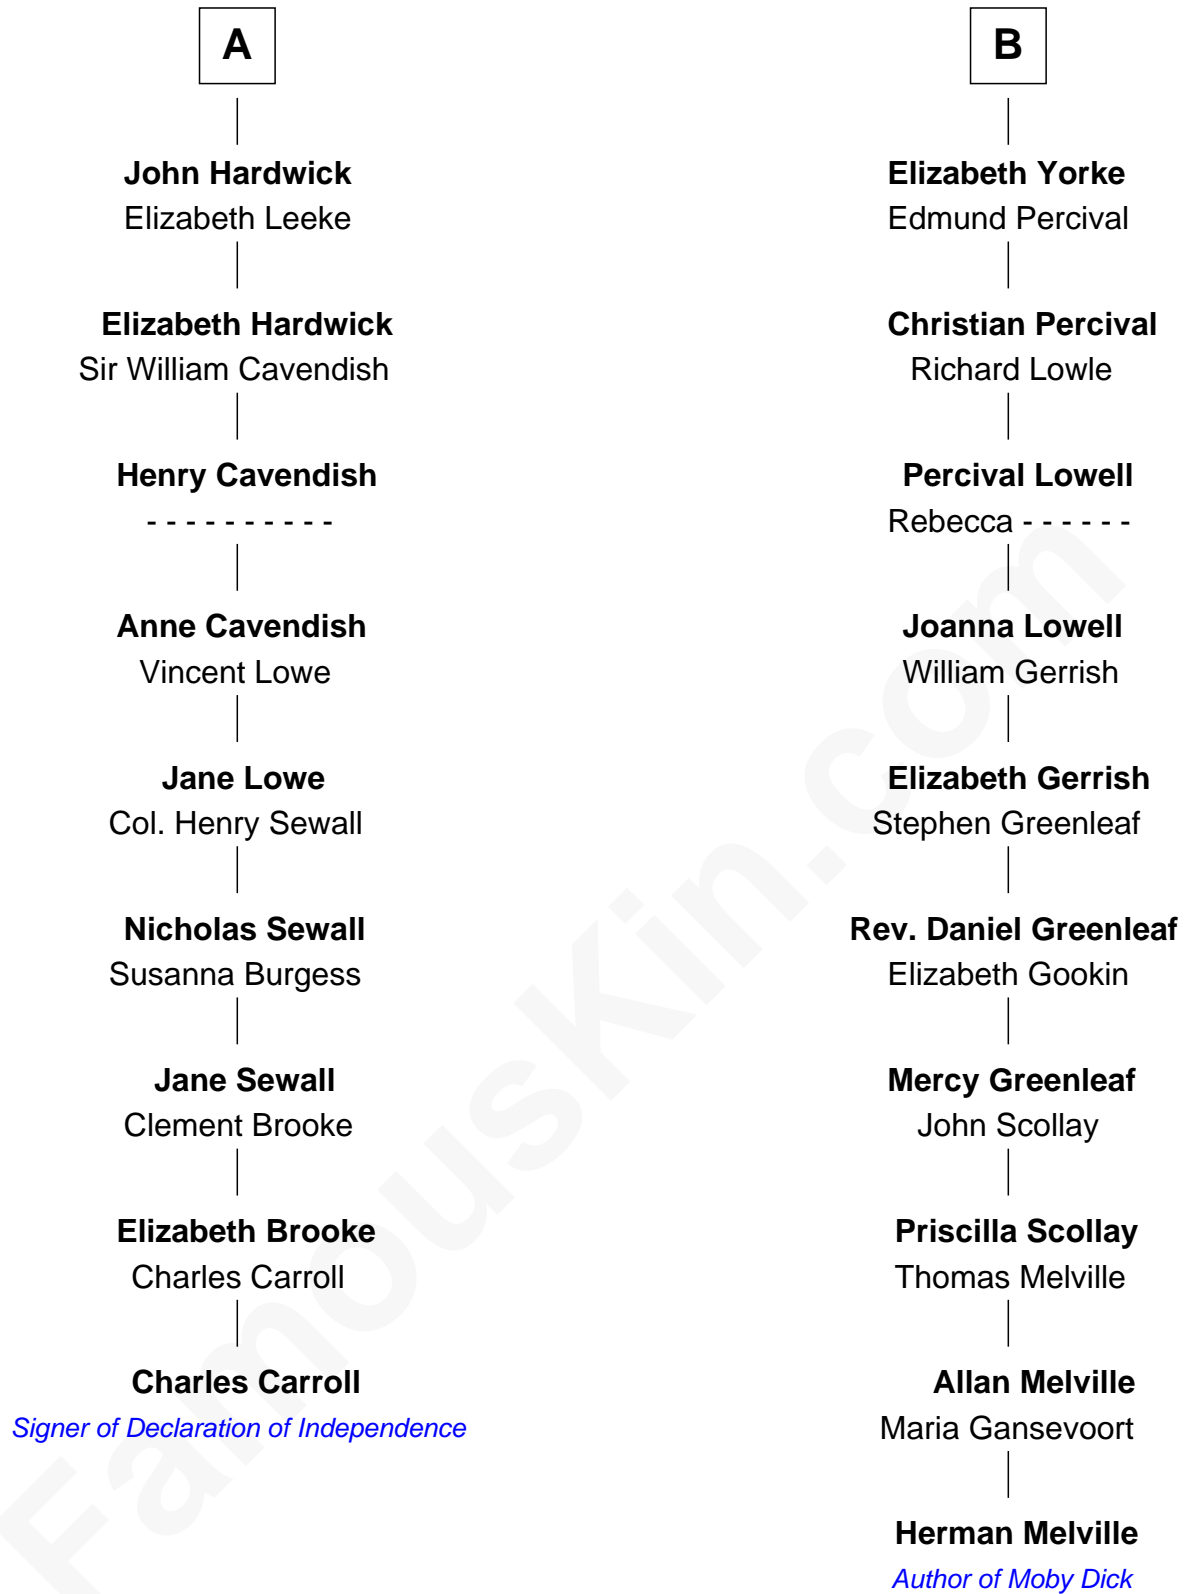 A
John Hardwick
Elizabeth Leeke
Elizabeth Hardwick
Sir William Cavendish
Henry Cavendish
- - - - - - - - - -
Anne Cavendish
Vincent Lowe
Jane Lowe
Col. Henry Sewall
Nicholas Sewall
Susanna Burgess
Jane Sewall
Clement Brooke
Elizabeth Brooke
Charles Carroll
Charles Carroll
Signer of Declaration of Independence
B
Elizabeth Yorke
Edmund Percival
Christian Percival
Richard Lowle
Percival Lowell
Rebecca - - - - - -
Joanna Lowell
William Gerrish
Elizabeth Gerrish
Stephen Greenleaf
Rev. Daniel Greenleaf
Elizabeth Gookin
Mercy Greenleaf
John Scollay
Priscilla Scollay
Thomas Melville
Allan Melville
Maria Gansevoort
Herman Melville
Author of Moby Dick
FamousKin.com